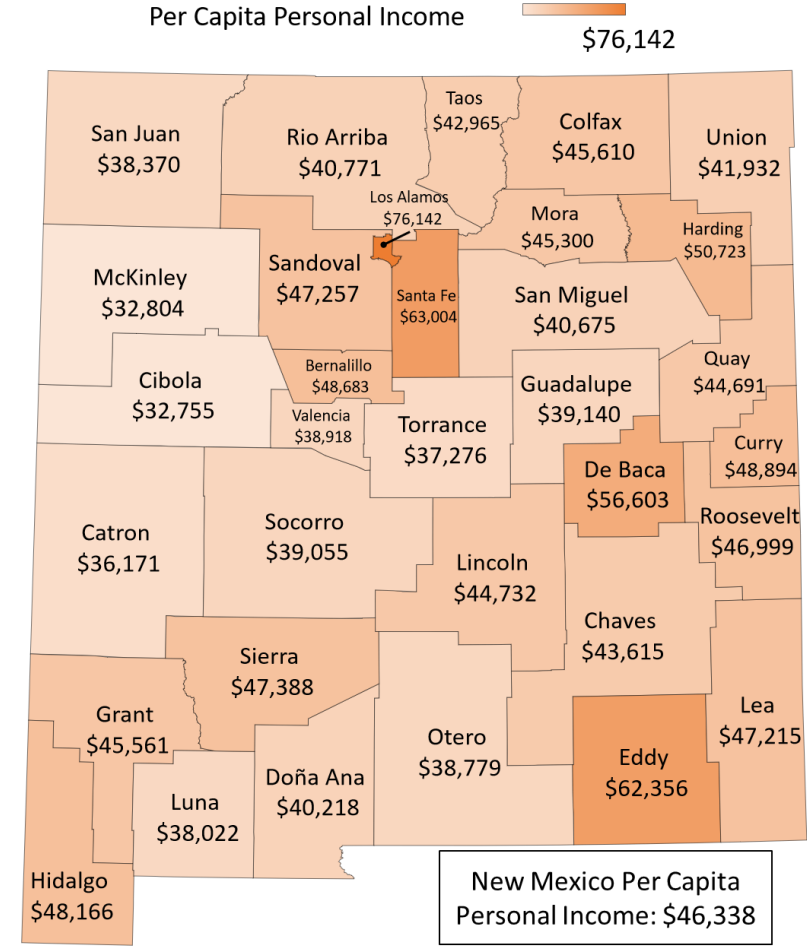 Per Capita Personal Income
$76,142
Taos
$42,965
San Juan
$38,370
Rio Arriba
$40,771
Colfax
$45,610
Union
$41,932
Los Alamos
$76,142
Mora
$45,300
Harding
$50,723
McKinley
$32,804
Sandoval
$47,257
Santa Fe
$63,004
San Miguel
$40,675
Quay
$44,691
Cibola
$32,755
Bernalillo
$48,683
Guadalupe
$39,140
Valencia
$38,918
Torrance
$37,276
Curry
$48,894
De Baca
$56,603
Roosevelt
$46,999
Catron
$36,171
Socorro
$39,055
Lincoln
$44,732
Chaves
$43,615
Sierra
$47,388
Grant
$45,561
Lea
$47,215
Otero
$38,779
Eddy
$62,356
Doña Ana
$40,218
Luna
$38,022
Hidalgo
$48,166
New Mexico Per Capita
Personal Income: $46,338